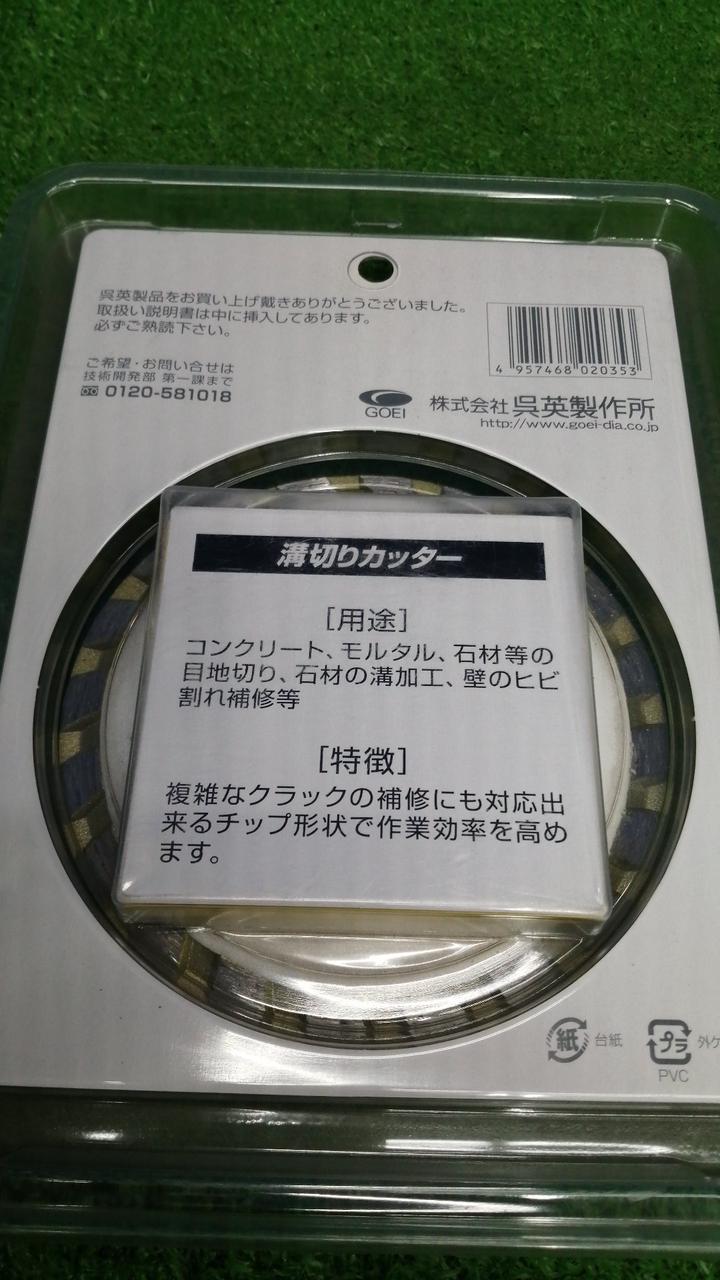 呉英製品をお買い上げ戴きありがとうございました。
取扱い説明書は中に挿入してあります。
必ずご熟読下さい。
ご希望・お問い合せは
技術開発部 第一課まで
0120-581018
4 957468 020353
GOEI
株式会社 呉英製作所
http://www.goei-dia.co.jp
溝切りカッター
[用途]
コンクリート、モルタル、石材等の
目地切り、石材の溝加工、壁のヒビ
割れ補修等
[特徴]
複雑なクラックの補修にも対応出
来るチップ形状で作業効率を高め
ます。
紙 台紙
プラ 外ケ
PVC